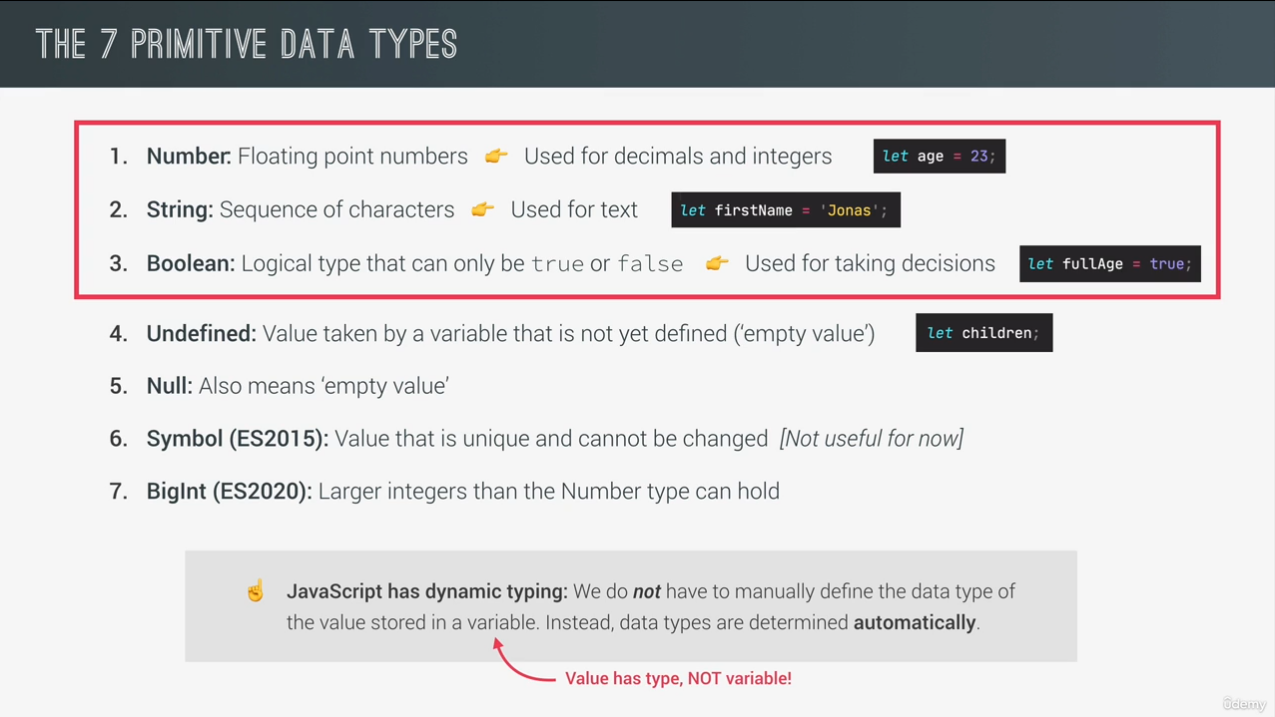 THE 7 PRIMITIVE DATA TYPES
1. Number: Floating point numbers 👉 Used for decimals and integers let age = 23;
2. String: Sequence of characters 👉 Used for text let firstName = 'Jonas';
3. Boolean: Logical type that can only be true or false 👉 Used for taking decisions let fullAge = true;
4. Undefined: Value taken by a variable that is not yet defined (‘empty value’) let children;
5. Null: Also means ‘empty value’
6. Symbol (ES2015): Value that is unique and cannot be changed [Not useful for now]
7. BigInt (ES2020): Larger integers than the Number type can hold
☝ JavaScript has dynamic typing: We do not have to manually define the data type of
the value stored in a variable. Instead, data types are determined automatically.
Value has type, NOT variable!
ûdemy